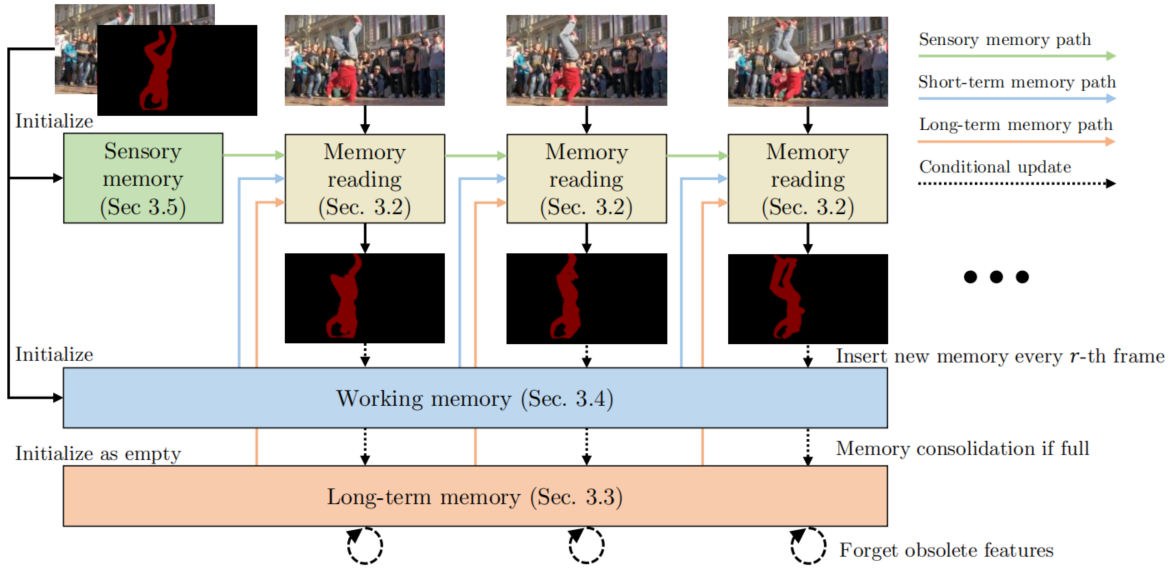 Sensory memory path
Short-term memory path
Long-term memory path
Conditional update
Initialize
Sensory
memory
(Sec 3.5)
Memory
reading
(Sec. 3.2)
Memory
reading
(Sec. 3.2)
Memory
reading
(Sec. 3.2)
Initialize
Insert new memory every r-th frame
Working memory (Sec. 3.4)
Initialize as empty
Memory consolidation if full
Long-term memory (Sec. 3.3)
Forget obsolete features